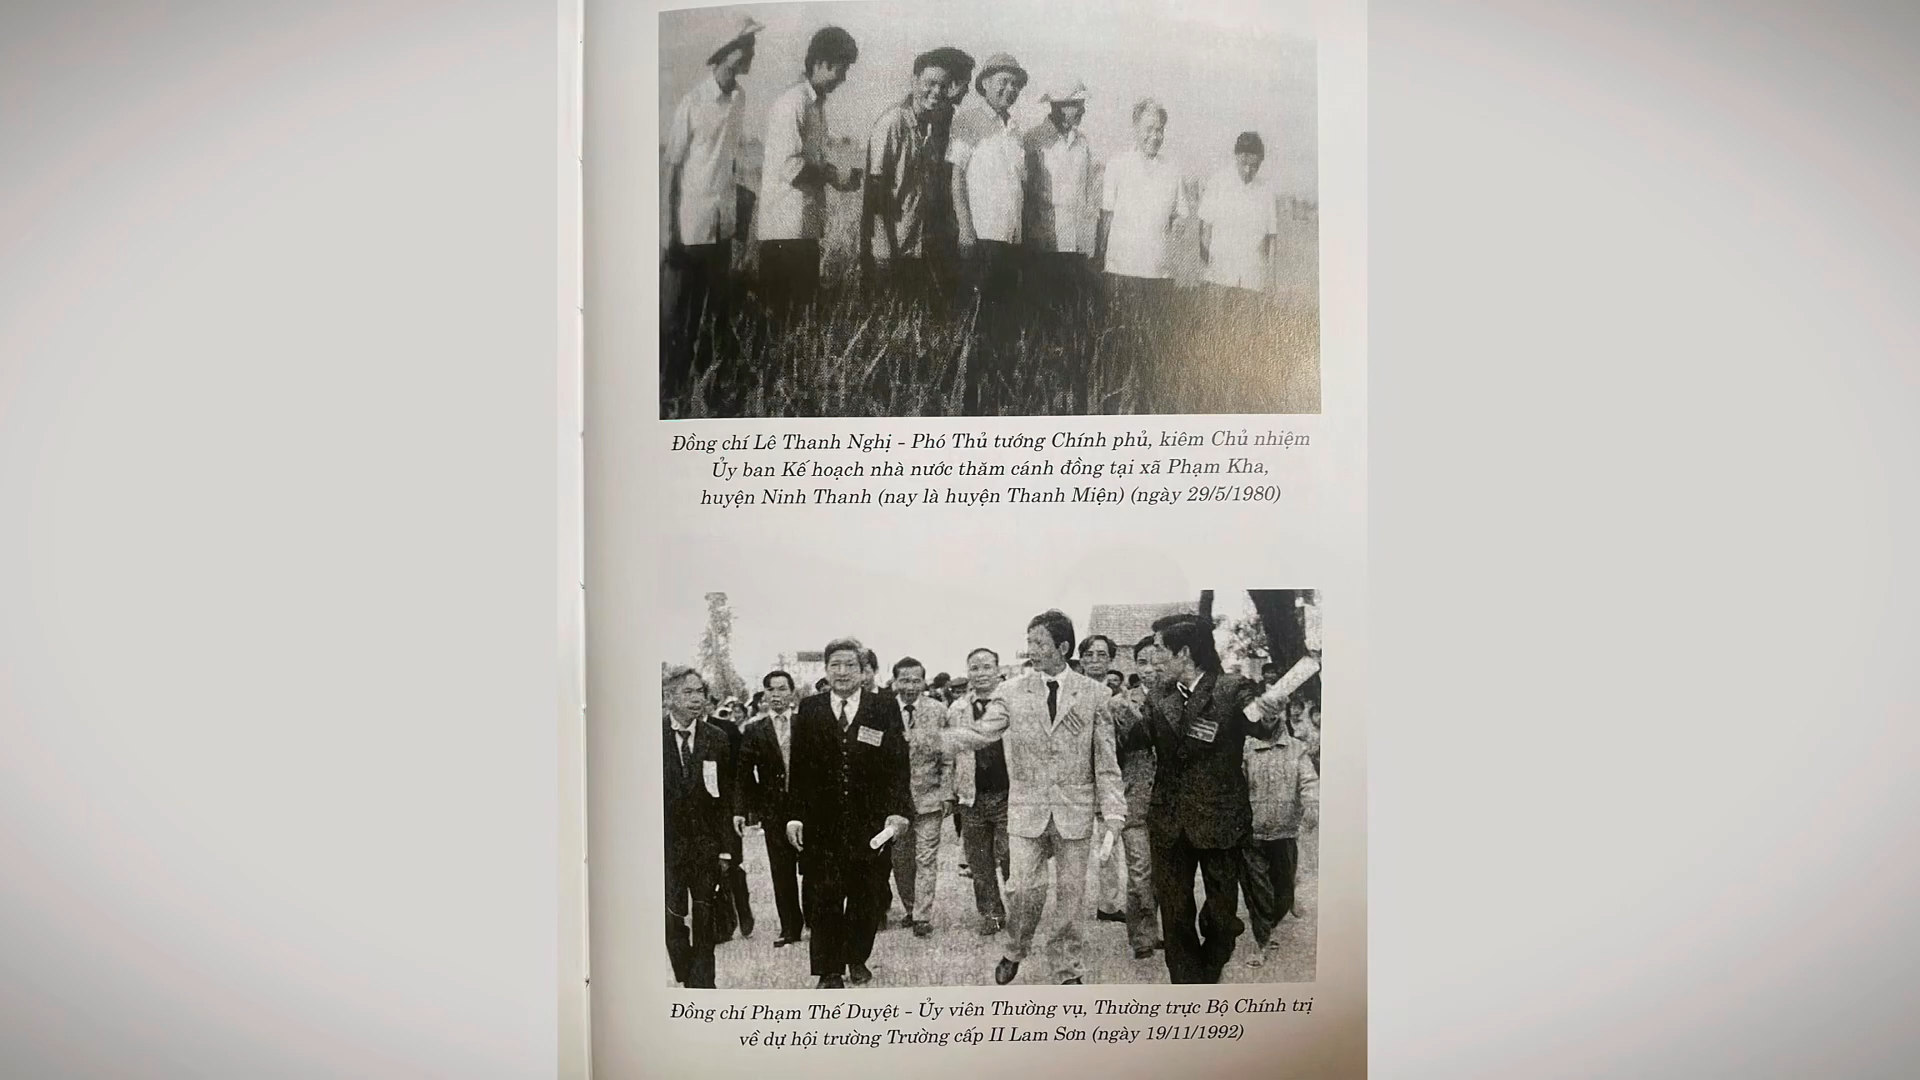 Đồng chí Lê Thanh Nghị - Phó Thủ tướng Chính phủ, kiêm Chủ nhiệm
Ủy ban Kế hoạch nhà nước thăm cánh đồng tại xã Phạm Kha,
huyện Ninh Thanh (nay là huyện Thanh Miện) (ngày 29/5/1980)
Đồng chí Phạm Thế Duyệt - Ủy viên Thường vụ, Thường trực Bộ Chính trị
về dự hội trường Trường cấp II Lam Sơn (ngày 19/11/1992)